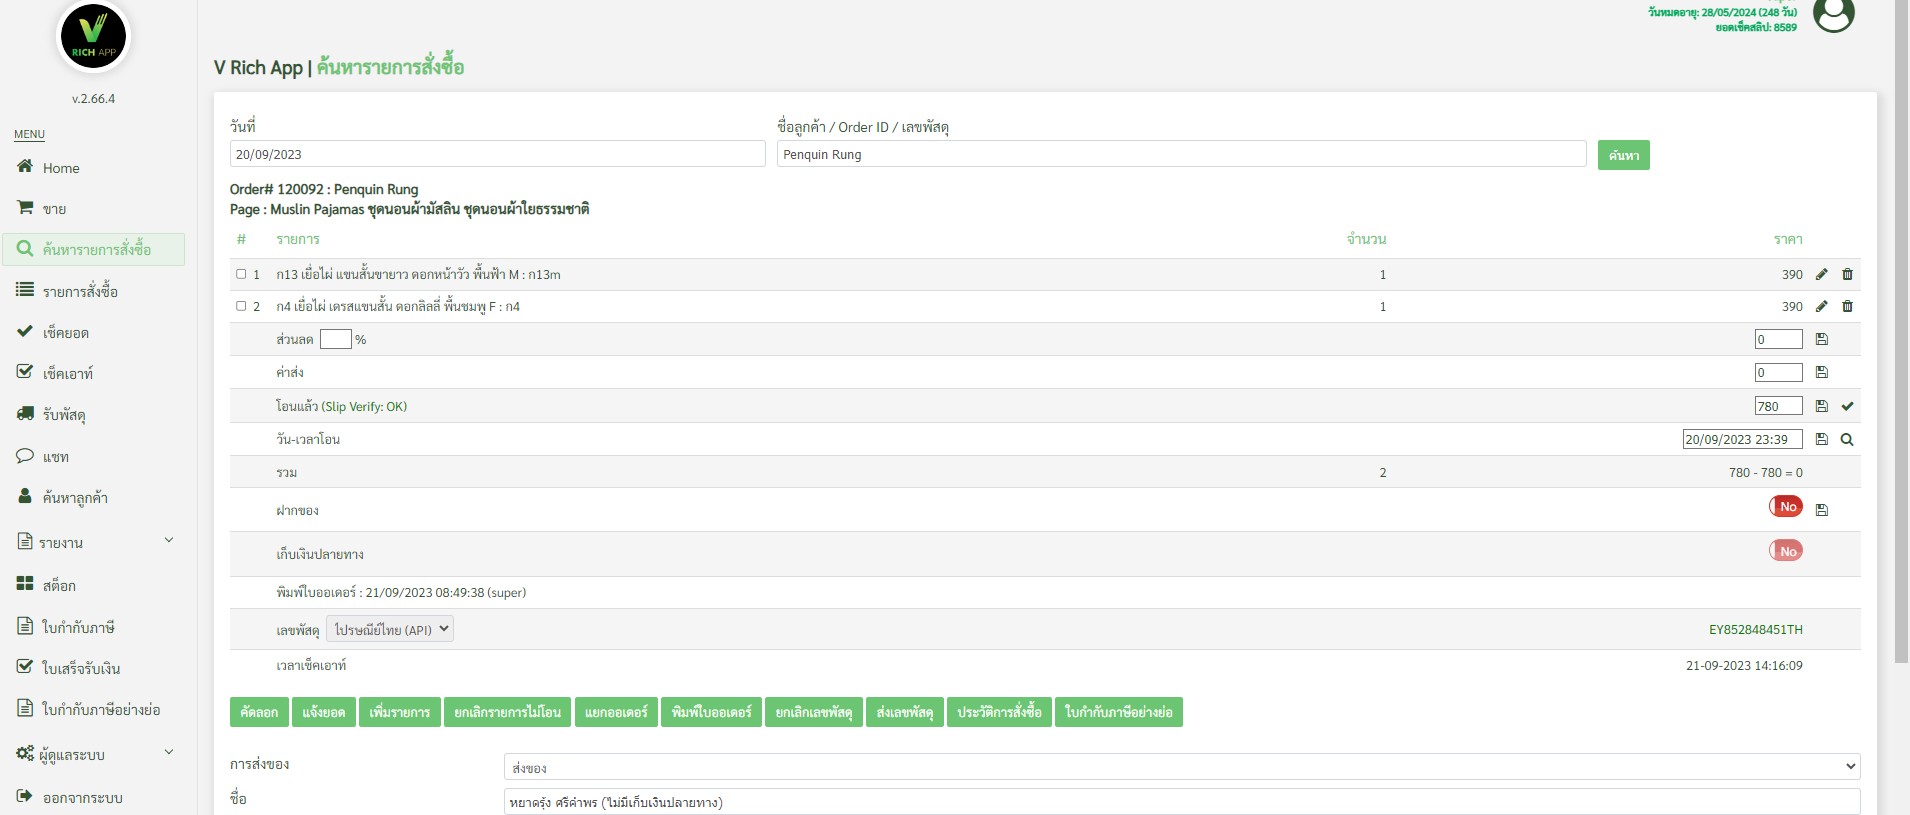 วันหมดอายุ: 28/05/2024 (248 วัน)
ยอดเช็คสลิป: 8589
V
RICH APP
v.2.66.4
MENU
Home
ขาย
ค้นหารายการสั่งซื้อ
รายการสั่งซื้อ
เช็คยอด
เช็คเอาท์
รับพัสดุ
แชท
ค้นหาลูกค้า
รายงาน
สต็อก
ใบกำกับภาษี
ใบเสร็จรับเงิน
ใบกำกับภาษีอย่างย่อ
ผู้ดูแลระบบ
ออกจากระบบ
V Rich App | ค้นหารายการสั่งซื้อ
วันที่ ชื่อลูกค้า / Order ID / เลขพัสดุ
20/09/2023 Penquin Rung ค้นหา
Order# 120092 : Penquin Rung
Page : Muslin Pajamas ชุดนอนผ้ามัสลิน ชุดนอนผ้าใยธรรมชาติ
# รายการ จำนวน ราคา
1 ก13 เยื่อไผ่ แขนสั้นขายาว ดอกหน้าวัว พื้นฟ้า M : ก13m 1 390
2 ก4 เยื่อไผ่ เดรสแขนสั้น ดอกลิลลี่ พื้นชมพู F : ก4 1 390
ส่วนลด % 0
ค่าส่ง 0
โอนแล้ว (Slip Verify: OK) 780
วัน-เวลาโอน 20/09/2023 23:39
รวม 2 780 - 780 = 0
ฝากของ No
เก็บเงินปลายทาง No
พิมพ์ใบออเดอร์ : 21/09/2023 08:49:38 (super)
เลขพัสดุ ไปรษณีย์ไทย (API) EY852848451TH
เวลาเช็คเอาท์ 21-09-2023 14:16:09
คัดลอก แจ้งยอด เพิ่มรายการ ยกเลิกรายการไม่โอน แยกออเดอร์ พิมพ์ใบออเดอร์ ยกเลิกเลขพัสดุ ส่งเลขพัสดุ ประวัติการสั่งซื้อ ใบกำกับภาษีอย่างย่อ
การส่งของ ส่งของ
ชื่อ หยาดรุ้ง ศรีคำพร (ไม่มีเก็บเงินปลายทาง)